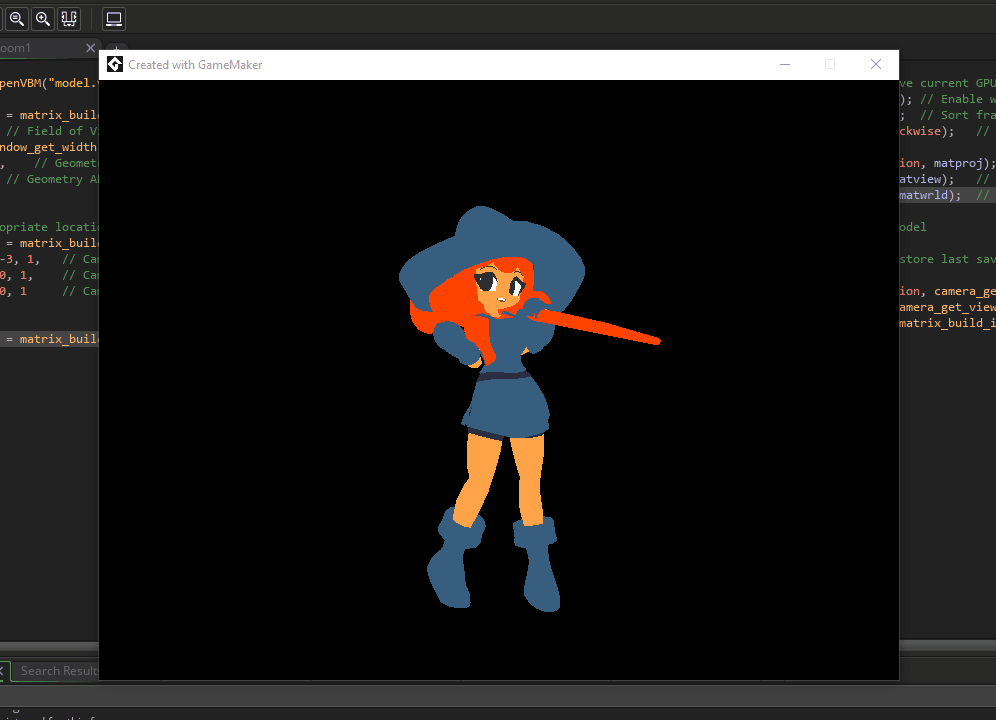 oom1
Created with GameMaker
penVBM("model.
ve current GPU
= matrix_buil
); // Enable w
// Field of V
; // Sort fra
ndow_get_width
ckwise); //
, // Geomet
ion, matproj);
// Geometry A
atview); //
matwrld); //
opriate locati
odel
= matrix_buil
-3, 1, // Ca
store last sav
0, 1, // Ca
0, 1 // Ca
ion, camera_ge
amera_get_view
matrix_build_i
= matrix_buil
Search Results